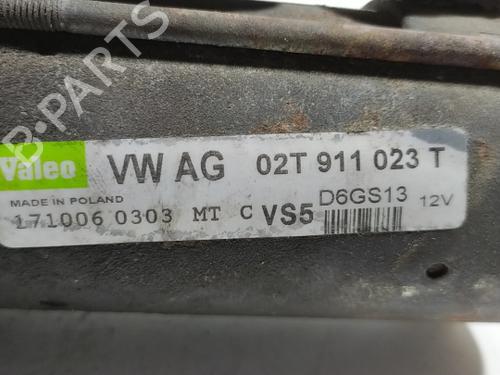 B-PARTS
Valeo VW AG 02T 911 023 T
MADE IN POLAND D6GS13 12V
171006 0303 MT C VS5